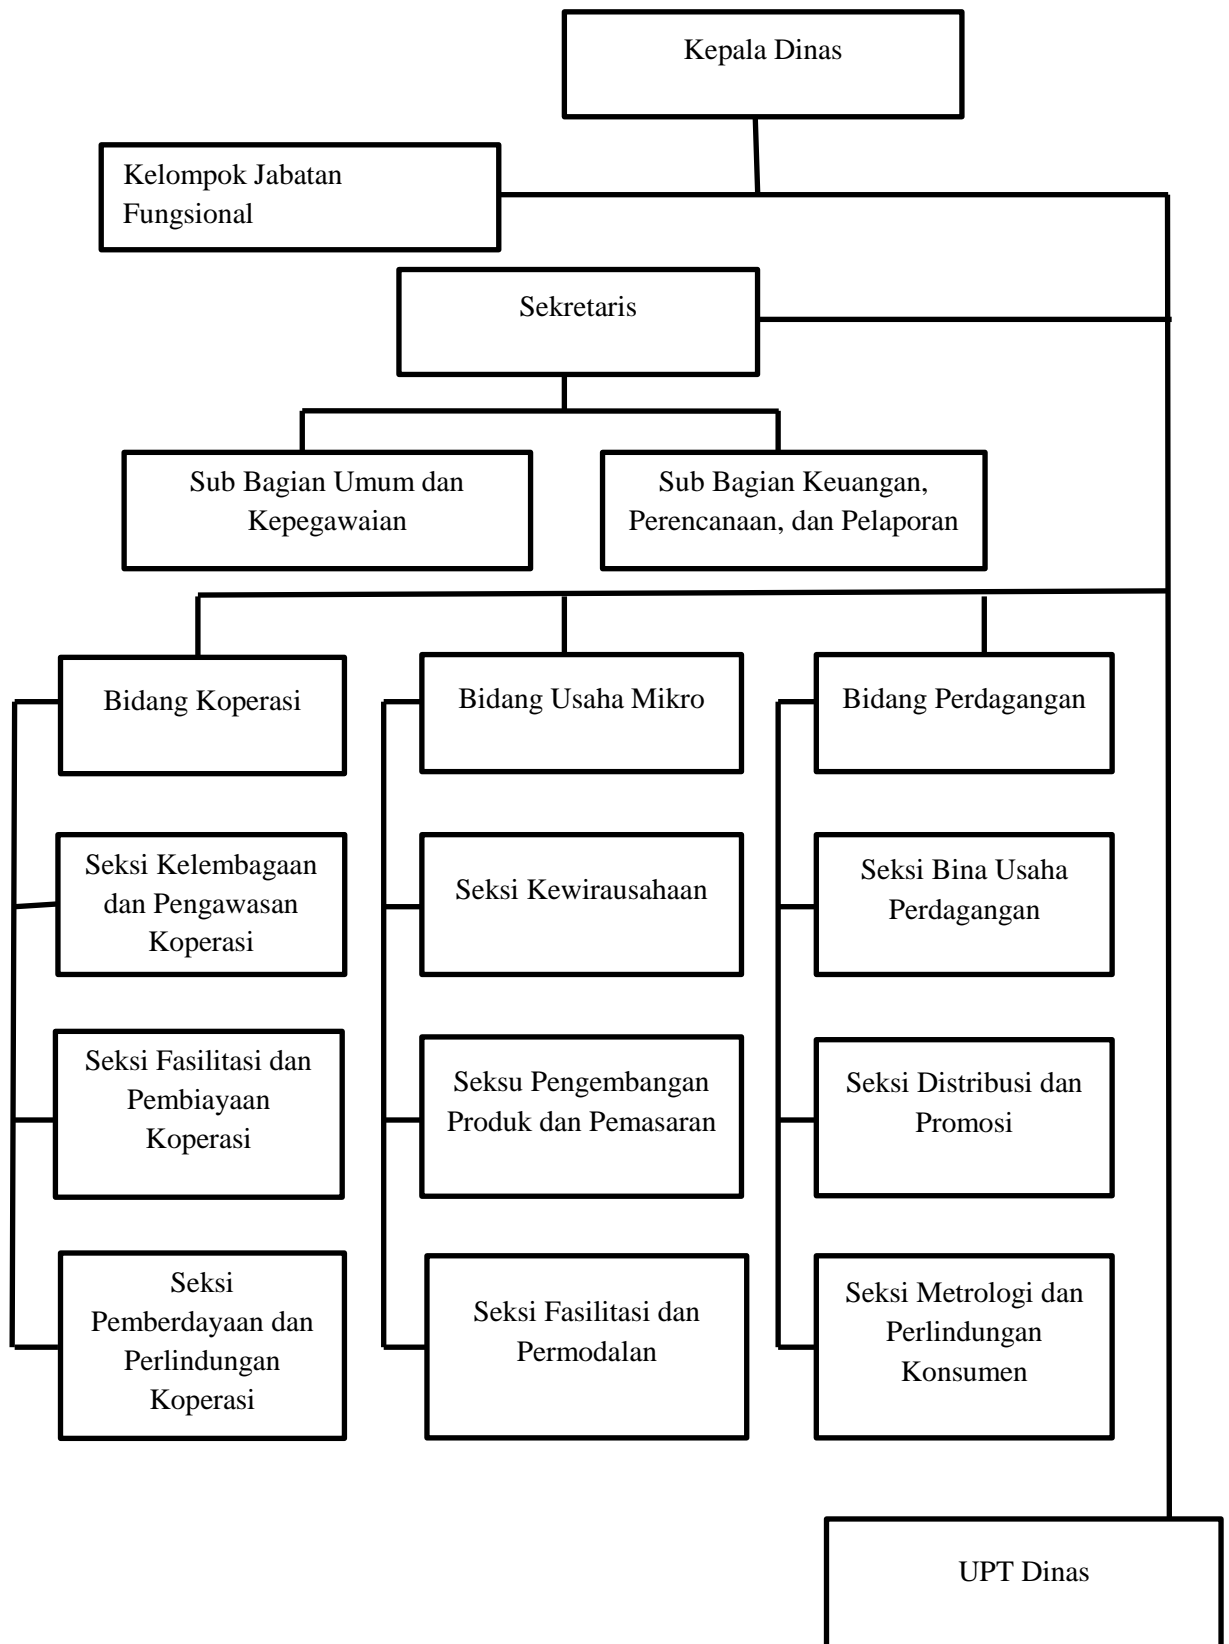 Kepala Dinas
Kelompok Jabatan
Fungsional
Sekretaris
Sub Bagian Umum dan
Kepegawaian
Sub Bagian Keuangan,
Perencanaan, dan Pelaporan
Bidang Koperasi
Bidang Usaha Mikro
Bidang Perdagangan
Seksi Kelembagaan
dan Pengawasan
Koperasi
Seksi Kewirausahaan
Seksi Bina Usaha
Perdagangan
Seksi Fasilitasi dan
Pembiayaan
Koperasi
Seksu Pengembangan
Produk dan Pemasaran
Seksi Distribusi dan
Promosi
Seksi
Pemberdayaan dan
Perlindungan
Koperasi
Seksi Fasilitasi dan
Permodalan
Seksi Metrologi dan
Perlindungan
Konsumen
UPT Dinas